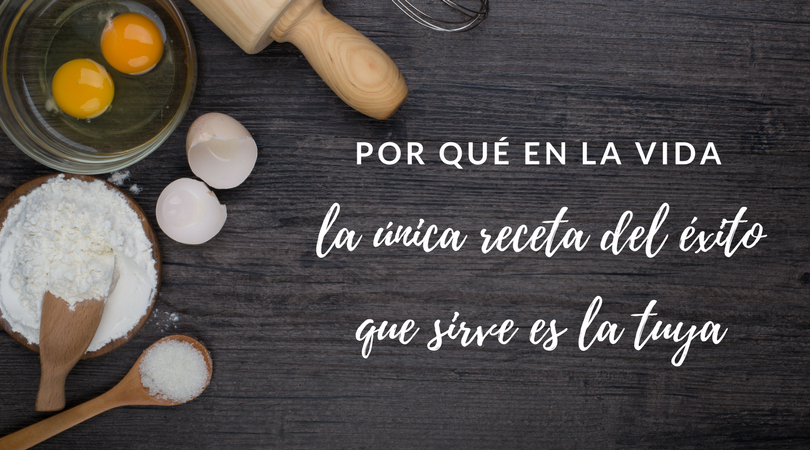 POR QUÉ EN LA VIDA
la única receta del éxito
que sirve es la tuya